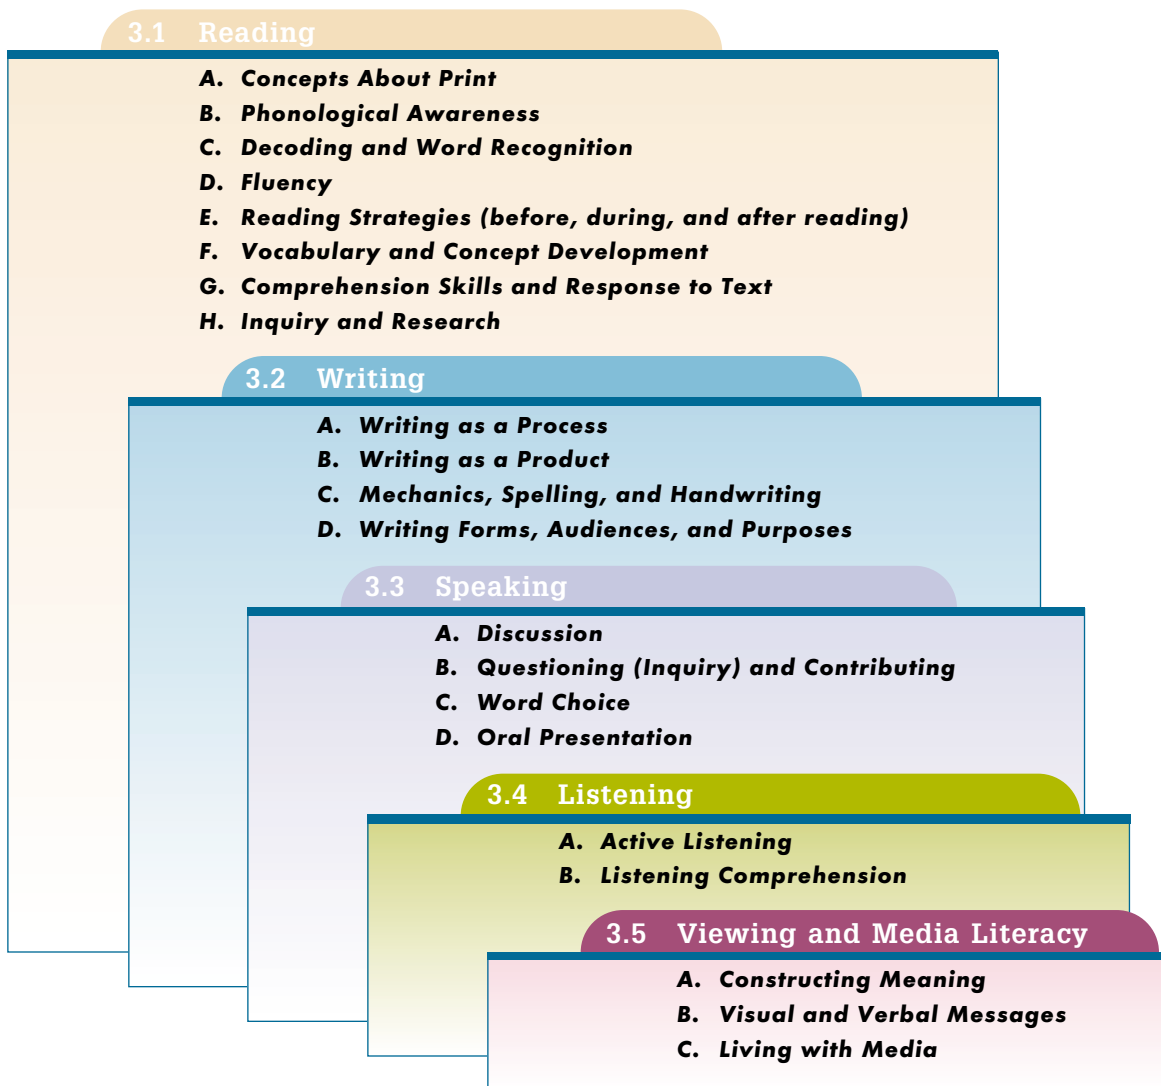 3.1 Reading
A. Concepts About Print
B. Phonological Awareness
C. Decoding and Word Recognition
D. Fluency
E. Reading Strategies (before, during, and after reading)
F. Vocabulary and Concept Development
G. Comprehension Skills and Response to Text
H. Inquiry and Research
3.2 Writing
A. Writing as a Process
B. Writing as a Product
C. Mechanics, Spelling, and Handwriting
D. Writing Forms, Audiences, and Purposes
3.3 Speaking
A. Discussion
B. Questioning (Inquiry) and Contributing
C. Word Choice
D. Oral Presentation
3.4 Listening
A. Active Listening
B. Listening Comprehension
3.5 Viewing and Media Literacy
A. Constructing Meaning
B. Visual and Verbal Messages
C. Living with Media